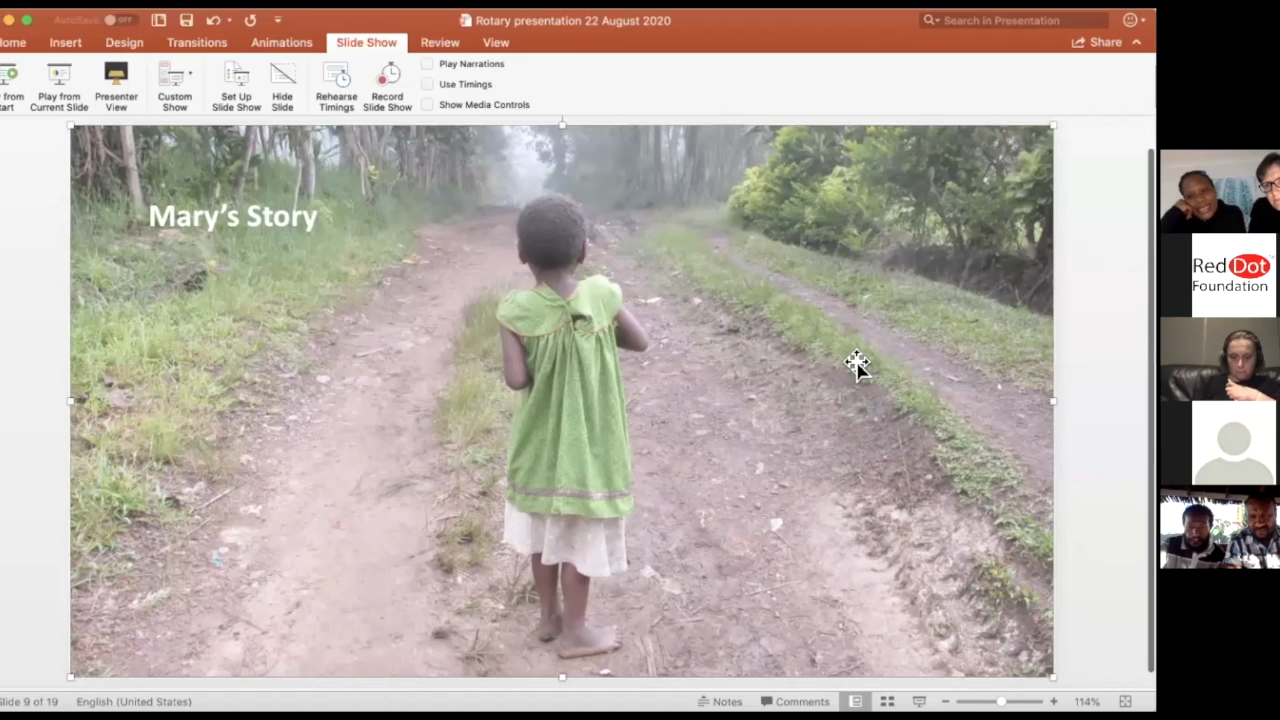 AutoSave OFF
Rotary presentation 22 August 2020
Search in Presentation
Home Insert Design Transitions Animations Slide Show Review View
Share
Play from
Current Slide
Presenter
View
Custom
Show
Set Up
Slide Show
Hide
Slide
Rehearse
Timings
Record
Slide Show
Play Narrations
Use Timings
Show Media Controls
Mary's Story
Red Dot
Foundation
Slide 9 of 19 English (United States)
Notes Comments 114%